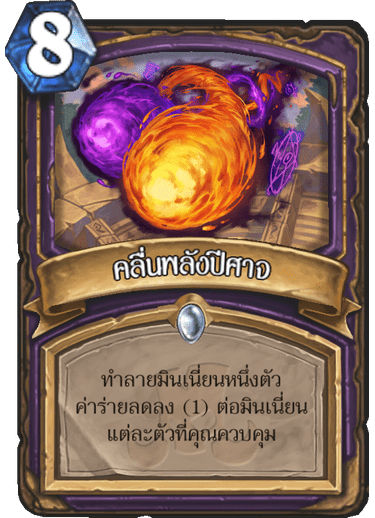 8
คลื่นพลังปีศาจ
ทำลายมินเนี่ยนหนึ่งตัว
ค่าร่ายลดลง (1) ต่อมินเนี่ยน
แต่ละตัวที่คุณควบคุม